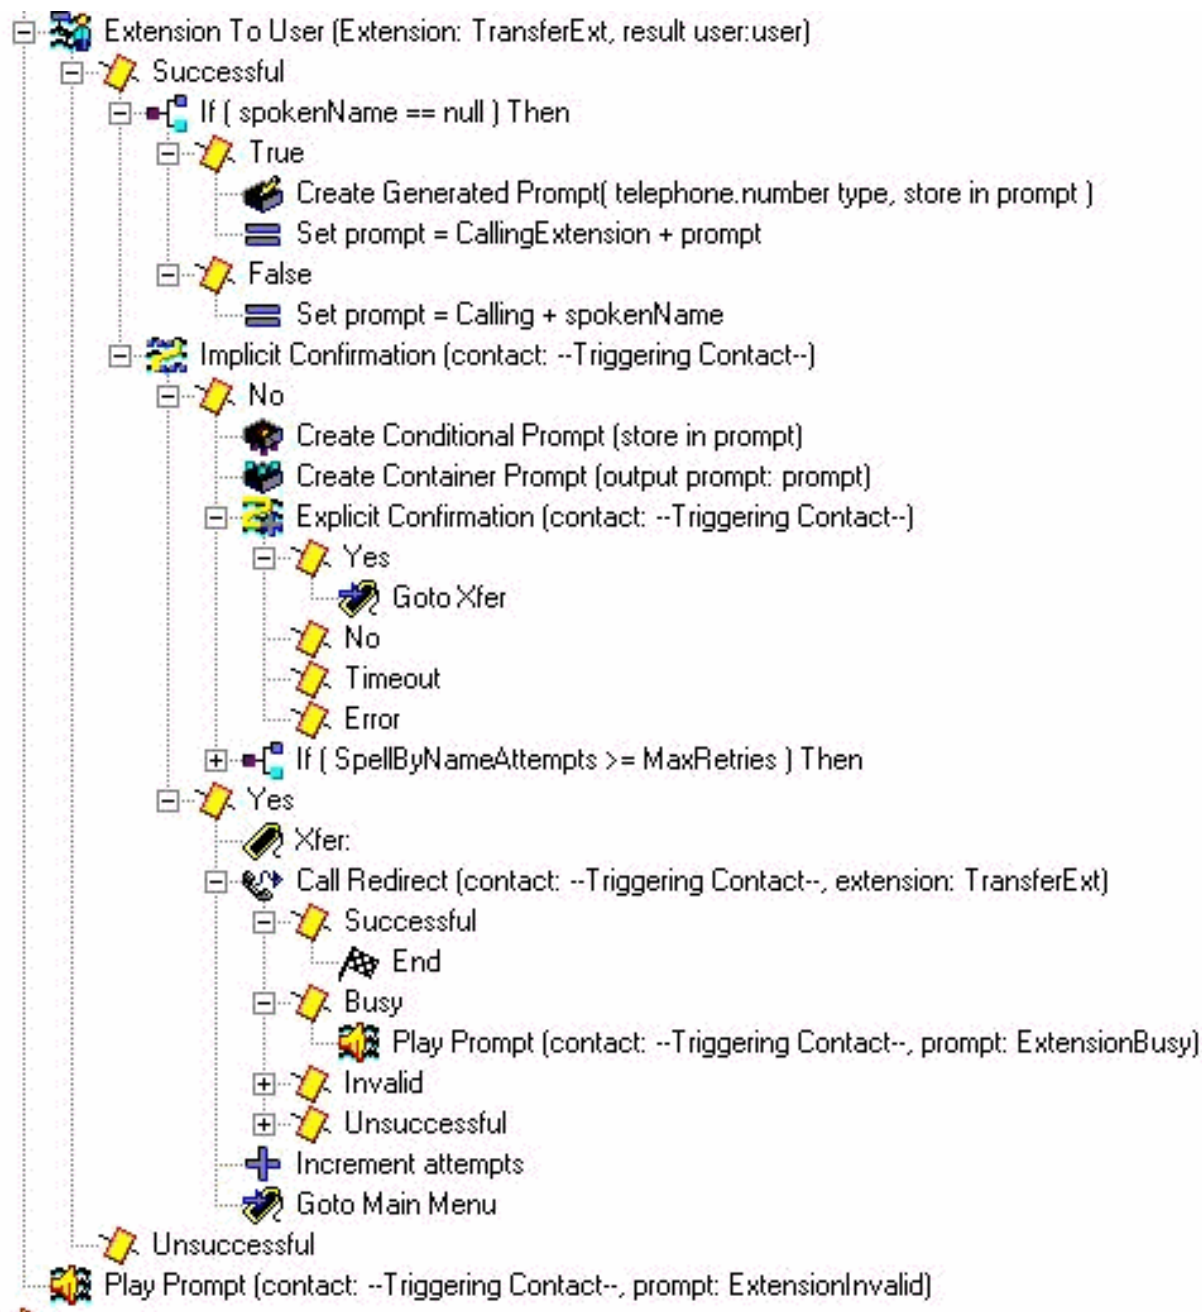 Extension To User (Extension: TransferExt, result user:user)
Successful
If ( spokenName == null ) Then
True
Create Generated Prompt( telephone.number type, store in prompt )
Set prompt = CallingExtension + prompt
False
Set prompt = Calling + spokenName
Implicit Confirmation (contact: --Triggering Contact--)
No
Create Conditional Prompt (store in prompt)
Create Container Prompt (output prompt: prompt)
Explicit Confirmation (contact: --Triggering Contact--)
Yes
Goto Xfer
No
Timeout
Error
If ( SpellByNameAttempts >= MaxRetries ) Then
Yes
Xfer:
Call Redirect (contact: --Triggering Contact--, extension: TransferExt)
Successful
End
Busy
Play Prompt (contact: --Triggering Contact--, prompt: ExtensionBusy)
Invalid
Unsuccessful
Increment attempts
Goto Main Menu
Unsuccessful
Play Prompt (contact: --Triggering Contact--, prompt: ExtensionInvalid)